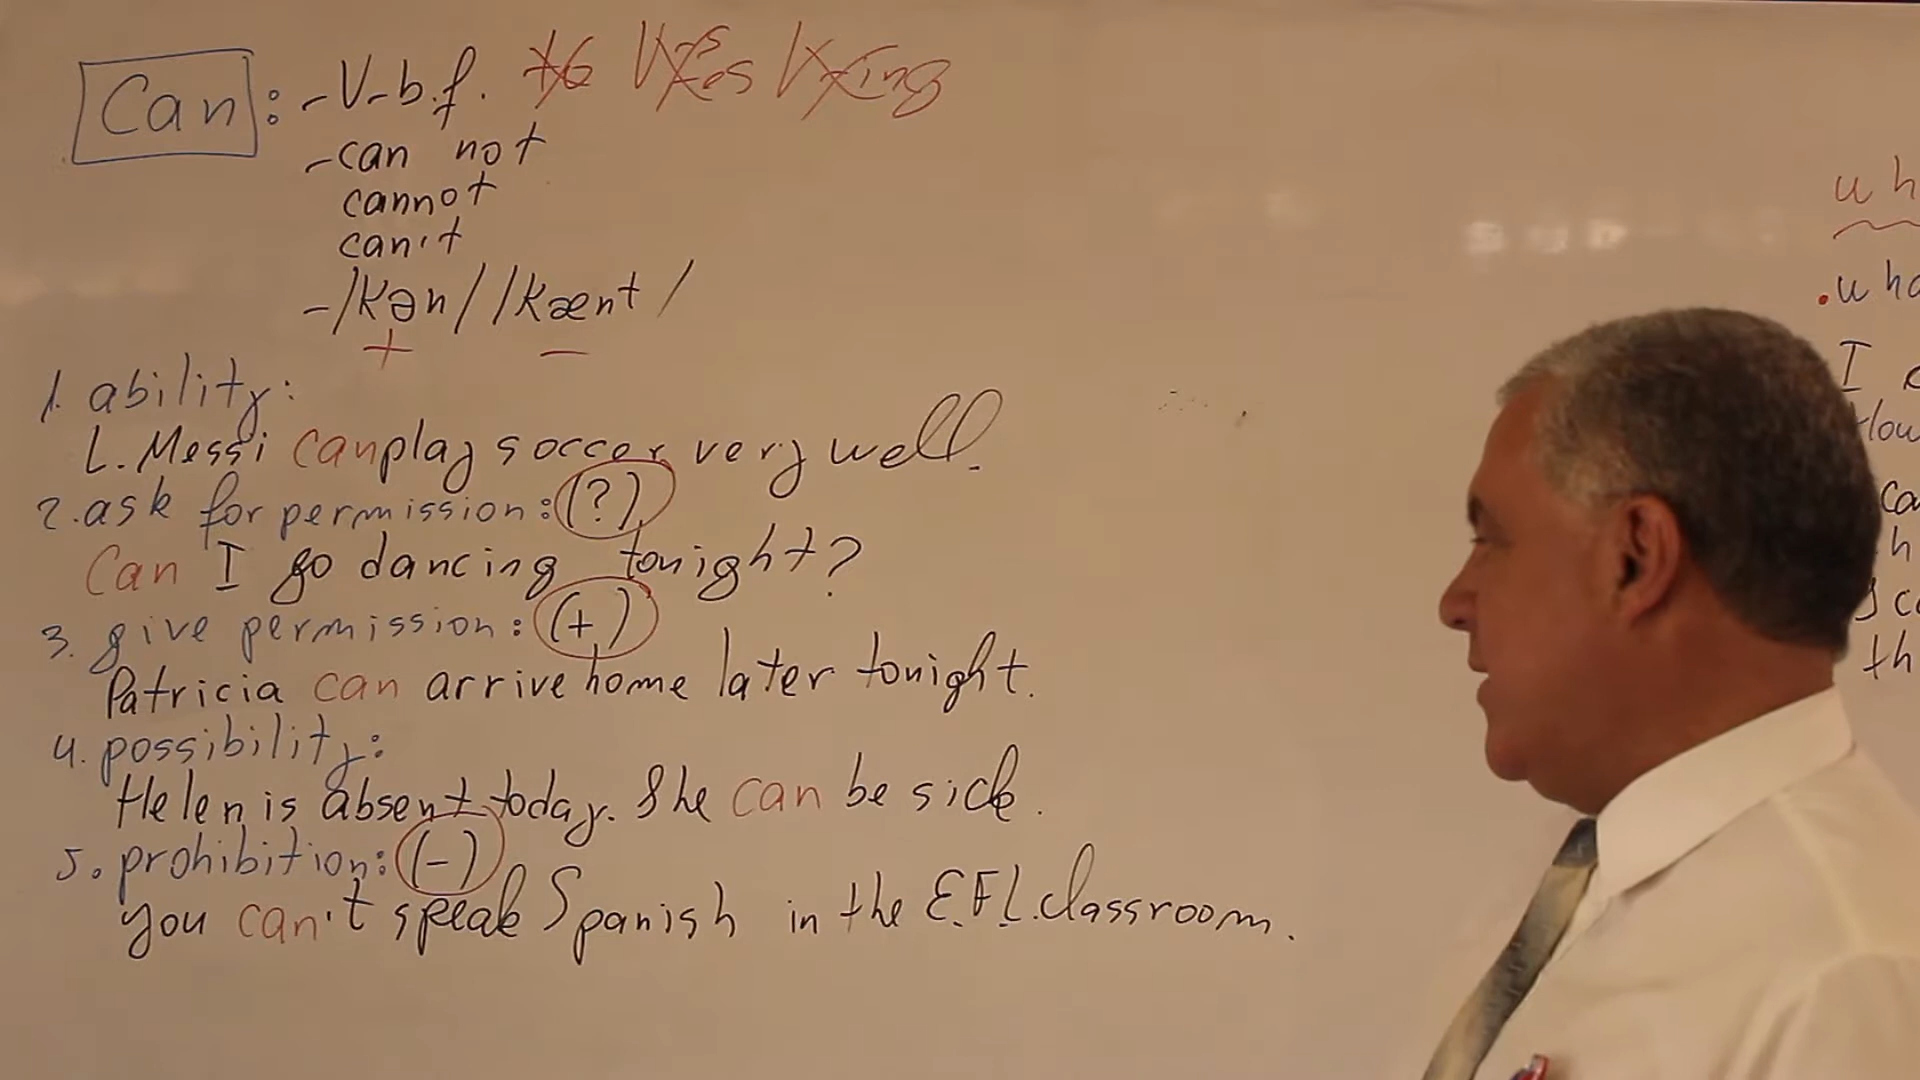 Can : - V-b.f. to V+s +es V+ing
- can not
cannot
can't
- /kən/ /kænt/
+ -
1. ability:
L. Messi can play soccer very well.
2. ask for permission: (?)
Can I go dancing tonight?
3. give permission: (+)
Patricia can arrive home later tonight.
4. possibility:
Helen is absent today. She can be sick.
5. prohibition: (-)
you can't speak Spanish in the E.F.L. classroom.
I
th